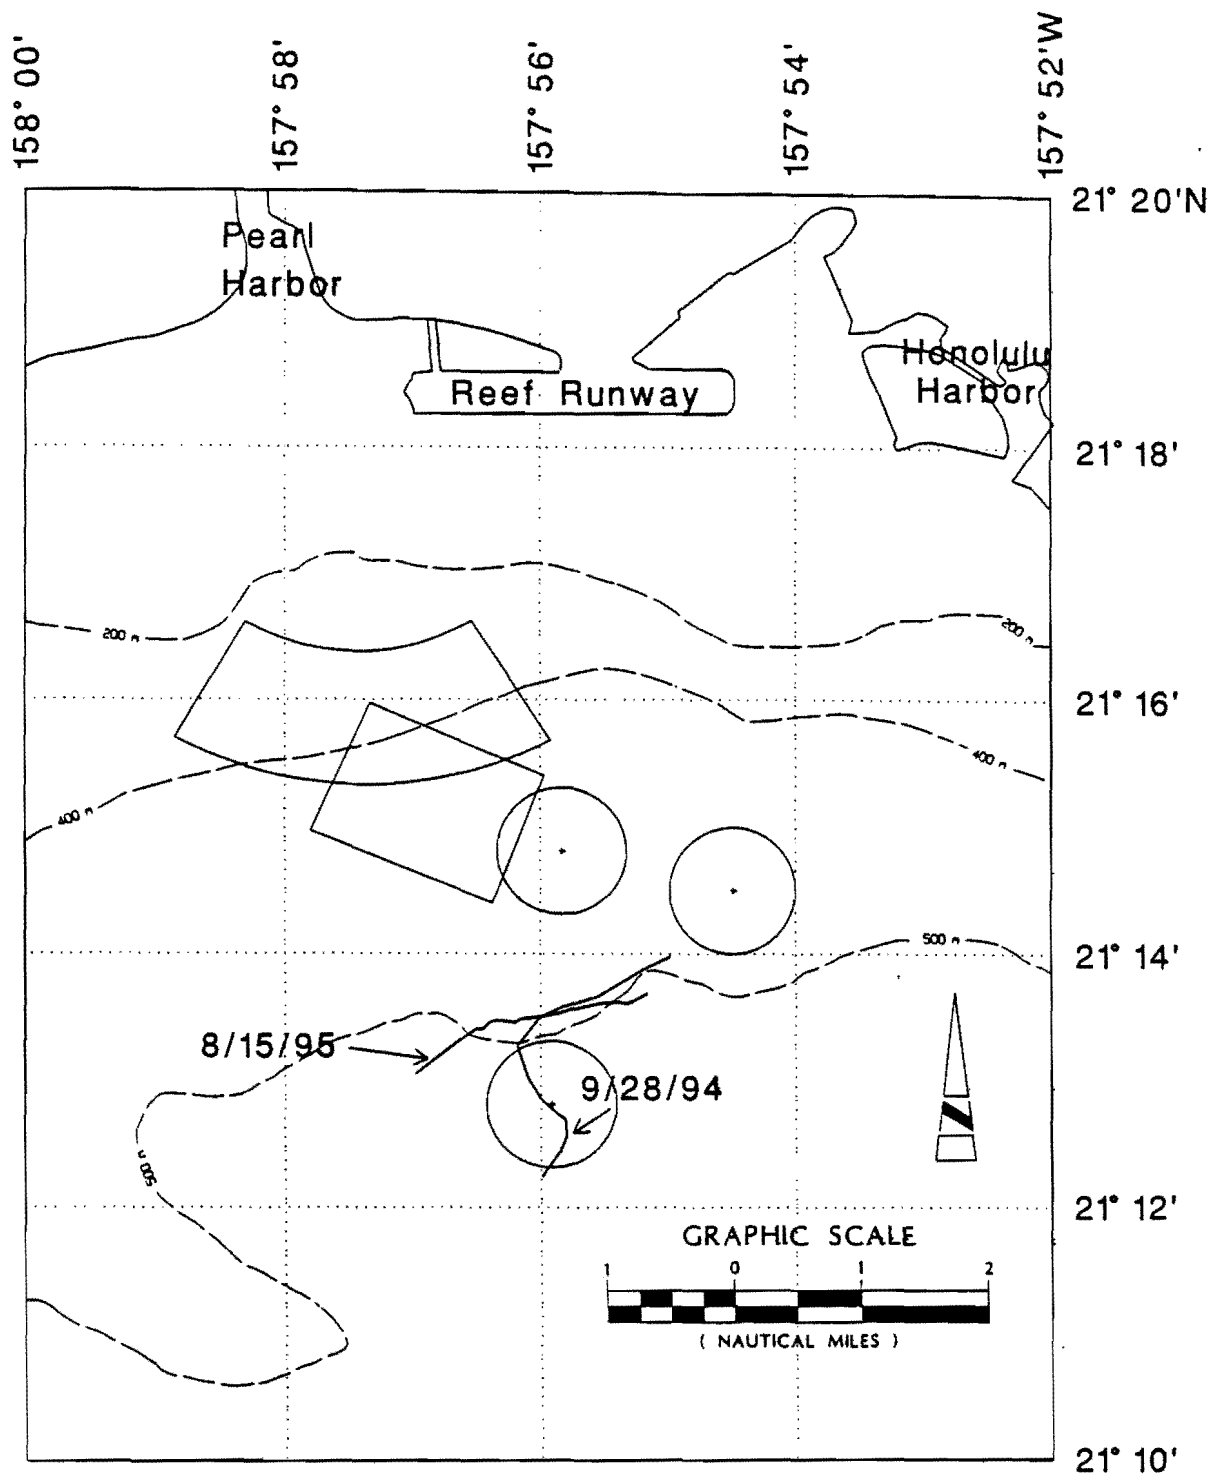 158° 00'
157° 58'
157° 56'
157° 54'
157° 52'W
21° 20'N
Pearl
Harbor
Honolulu
Harbor
Reef Runway
21° 18'
200 m
200 m
21° 16'
400 m
400 m
500 m
21° 14'
8/15/95
9/28/94
500 m
21° 12'
GRAPHIC SCALE
1 0 1 2
( NAUTICAL MILES )
21° 10'